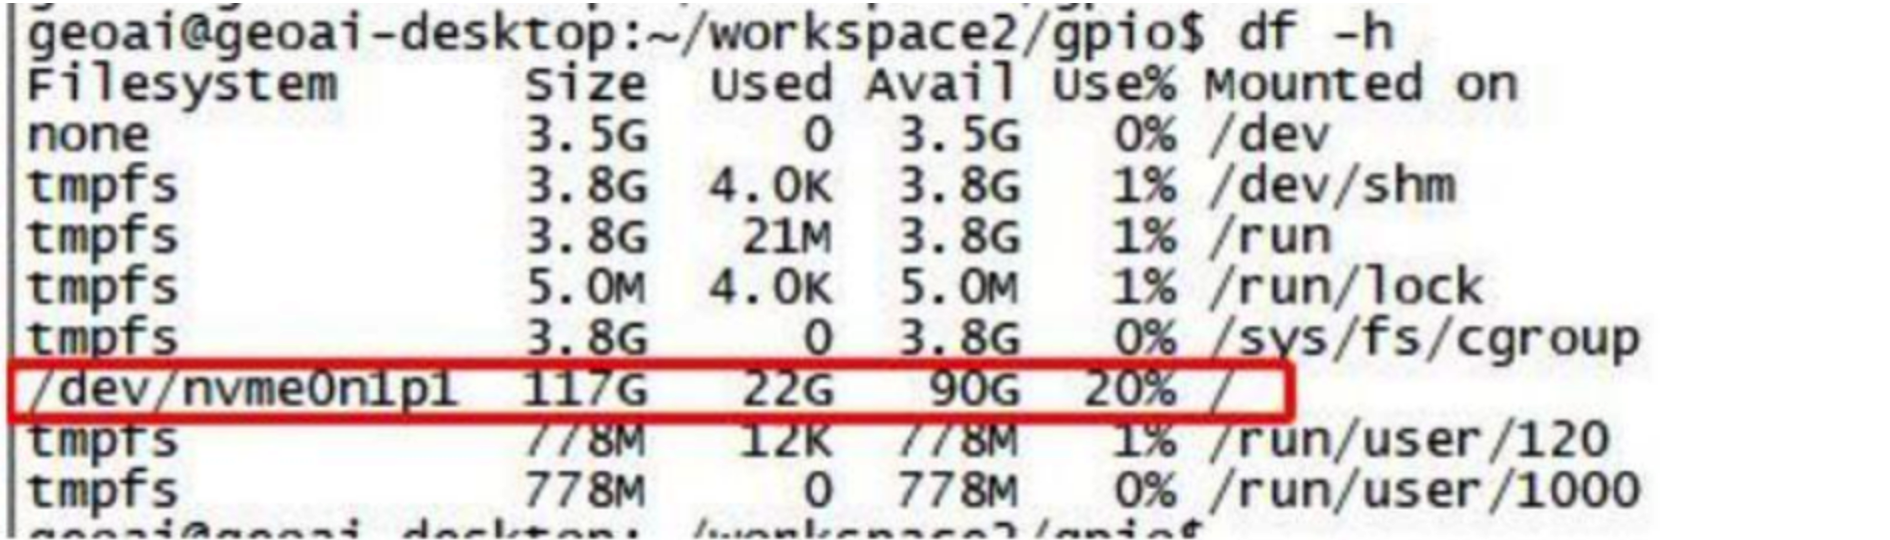 geoai@geoai-desktop:~/workspace2/gpio$ df -h
Filesystem Size Used Avail Use% Mounted on
none 3.5G 0 3.5G 0% /dev
tmpfs 3.8G 4.0K 3.8G 1% /dev/shm
tmpfs 3.8G 21M 3.8G 1% /run
tmpfs 5.0M 4.0K 5.0M 1% /run/lock
tmpfs 3.8G 0 3.8G 0% /sys/fs/cgroup
/dev/nvme0n1p1 117G 22G 90G 20% /
tmpfs 778M 12K 778M 1% /run/user/120
tmpfs 778M 0 778M 0% /run/user/1000
geoai@geoai-desktop:~/workspace2/gpio$